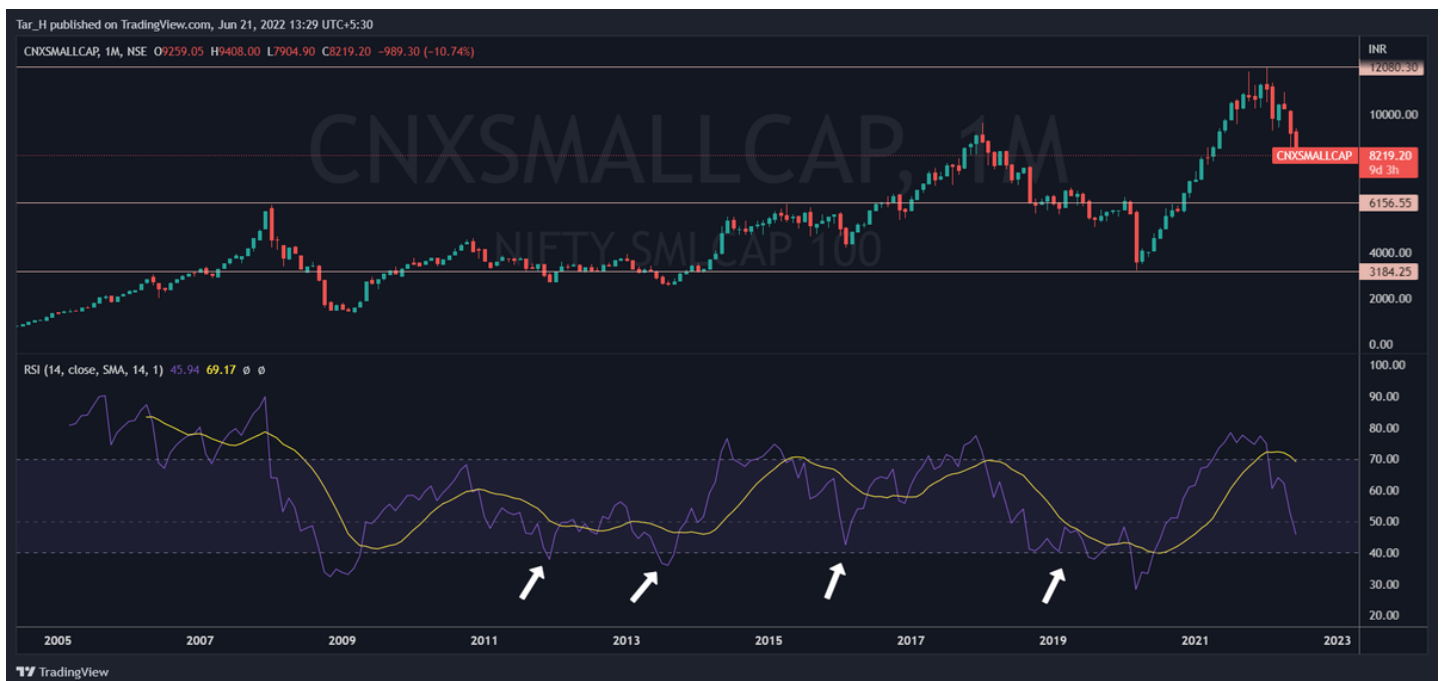 Tar_H published on TradingView.com, Jun 21, 2022 13:29 UTC+5:30
CNXSMALLCAP, 1M, NSE O9259.05 H9408.00 L7904.90 C8219.20 −989.30 (−10.74%)
INR
12080.30
10000.00
CNXSMALLCAP, 1M
CNXSMALLCAP 8219.20
9d 3h
6156.55
NIFTY SMLCAP 100
4000.00
3184.25
2000.00
0.00
RSI (14, close, SMA, 14, 1) 45.94 69.17 ø ø
100.00
90.00
80.00
70.00
60.00
50.00
40.00
30.00
20.00
2005 2007 2009 2011 2013 2015 2017 2019 2021 2023
TradingView